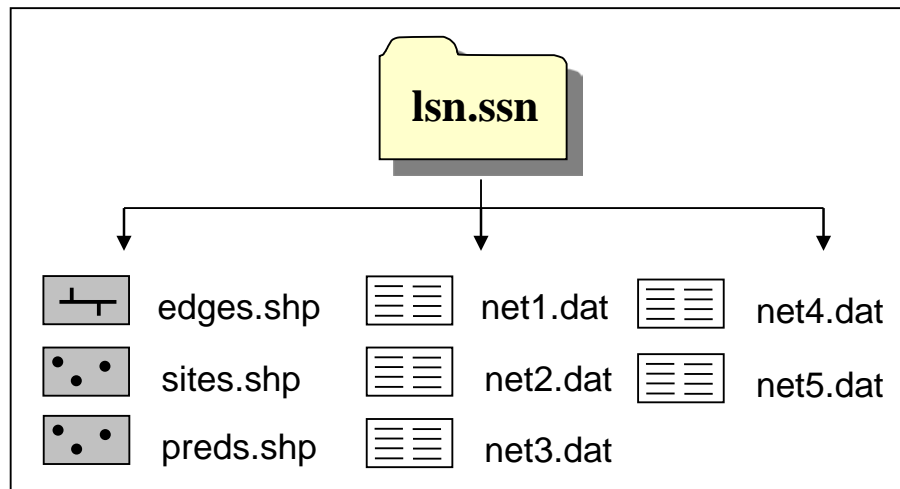 lsn.ssn
edges.shp
sites.shp
preds.shp
net1.dat
net2.dat
net3.dat
net4.dat
net5.dat